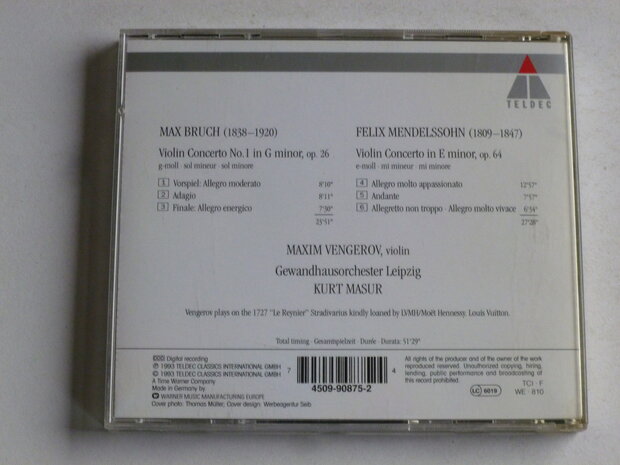 TELDEC
MAX BRUCH (1838–1920)
Violin Concerto No. 1 in G minor, op. 26
g-moll · sol mineur · sol minore
1 Vorspiel: Allegro moderato 8'10"
2 Adagio 8'11"
3 Finale: Allegro energico 7'30"
23'51"
FELIX MENDELSSOHN (1809–1847)
Violin Concerto in E minor, op. 64
e-moll · mi mineur · mi minore
4 Allegro molto appassionato 12'57"
5 Andante 7'57"
6 Allegretto non troppo · Allegro molto vivace 6'34"
27'28"
MAXIM VENGEROV, violin
Gewandhausorchester Leipzig
KURT MASUR
Vengerov plays on the 1727 "Le Reynier" Stradivarius kindly loaned by LVMH/Moët Hennessy. Louis Vuitton.
Total timing · Gesamtspielzeit · Durée · Durata: 51'29"
DDD Digital recording
℗ 1993 TELDEC CLASSICS INTERNATIONAL GMBH
© 1993 TELDEC CLASSICS INTERNATIONAL GMBH
A Time Warner Company
Made in Germany by
WARNER MUSIC MANUFACTURING EUROPE
Cover photo: Thomas Müller; Cover design: Werbeagentur Seib
7 4
4509-90875-2
All rights of the producer and of the owner of the work
reproduced reserved. Unauthorized copying, hiring,
lending, public performance and broadcasting of
this record prohibited.
LC 6019
TCI · F
WE · 810